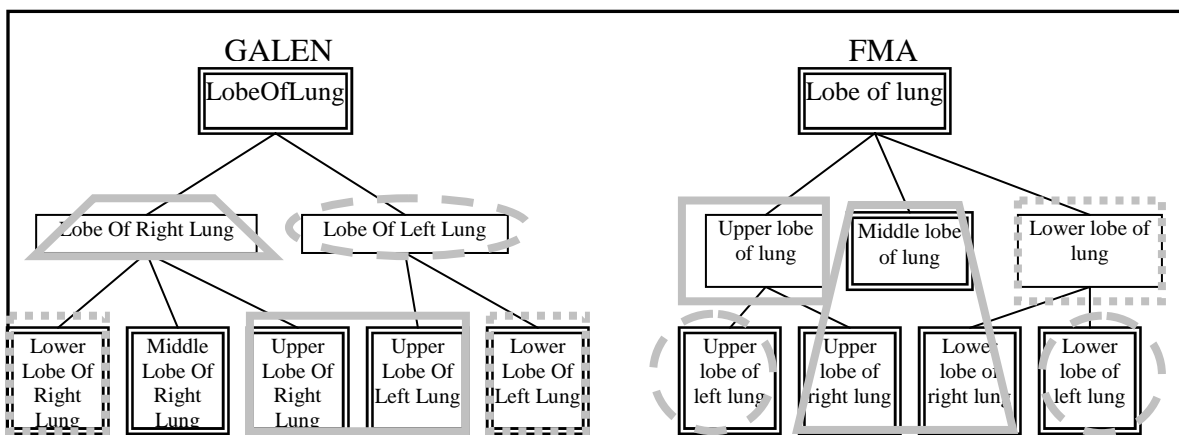 GALEN
LobeOfLung
Lobe Of Right Lung
Lobe Of Left Lung
Lower
Lobe Of
Right
Lung
Middle
Lobe Of
Right
Lung
Upper
Lobe Of
Right
Lung
Upper
Lobe Of
Left Lung
Lower
Lobe Of
Left Lung
FMA
Lobe of lung
Upper lobe
of lung
Middle lobe
of lung
Lower lobe of
lung
Upper
lobe of
left lung
Upper
lobe of
right lung
Lower
lobe of
right lung
Lower
lobe of
left lung